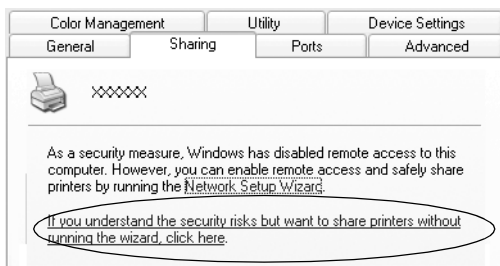 Color Management Utility Device Settings
General Sharing Ports Advanced
XXXXXX
As a security measure, Windows has disabled remote access to this
computer. However, you can enable remote access and safely share
printers by running the Network Setup Wizard.
If you understand the security risks but want to share printers without
running the wizard, click here.